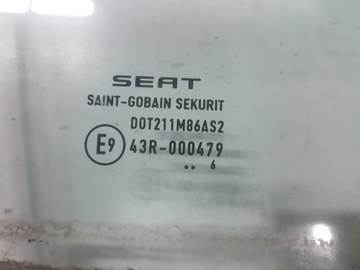 SEAT
SAINT-GOBAIN SEKURIT
DOT211M86AS2
E9 43R-000479
.. 6